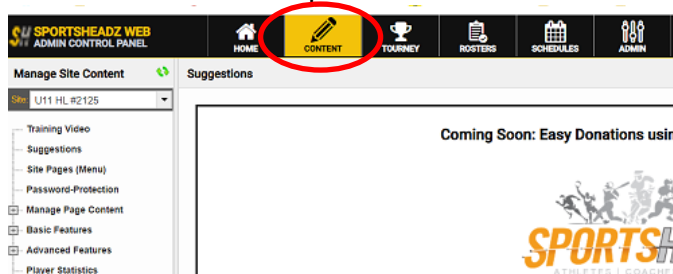 SPORTSHEADZ WEB
ADMIN CONTROL PANEL
HOME
CONTENT
TOURNEY
ROSTERS
SCHEDULES
ADMIN
Manage Site Content
Suggestions
Site: U11 HL #2125
Training Video
Suggestions
Site Pages (Menu)
Password-Protection
Manage Page Content
Basic Features
Advanced Features
Player Statistics
Coming Soon: Easy Donations usin
SPORTSH
ATHLETES | COACHE